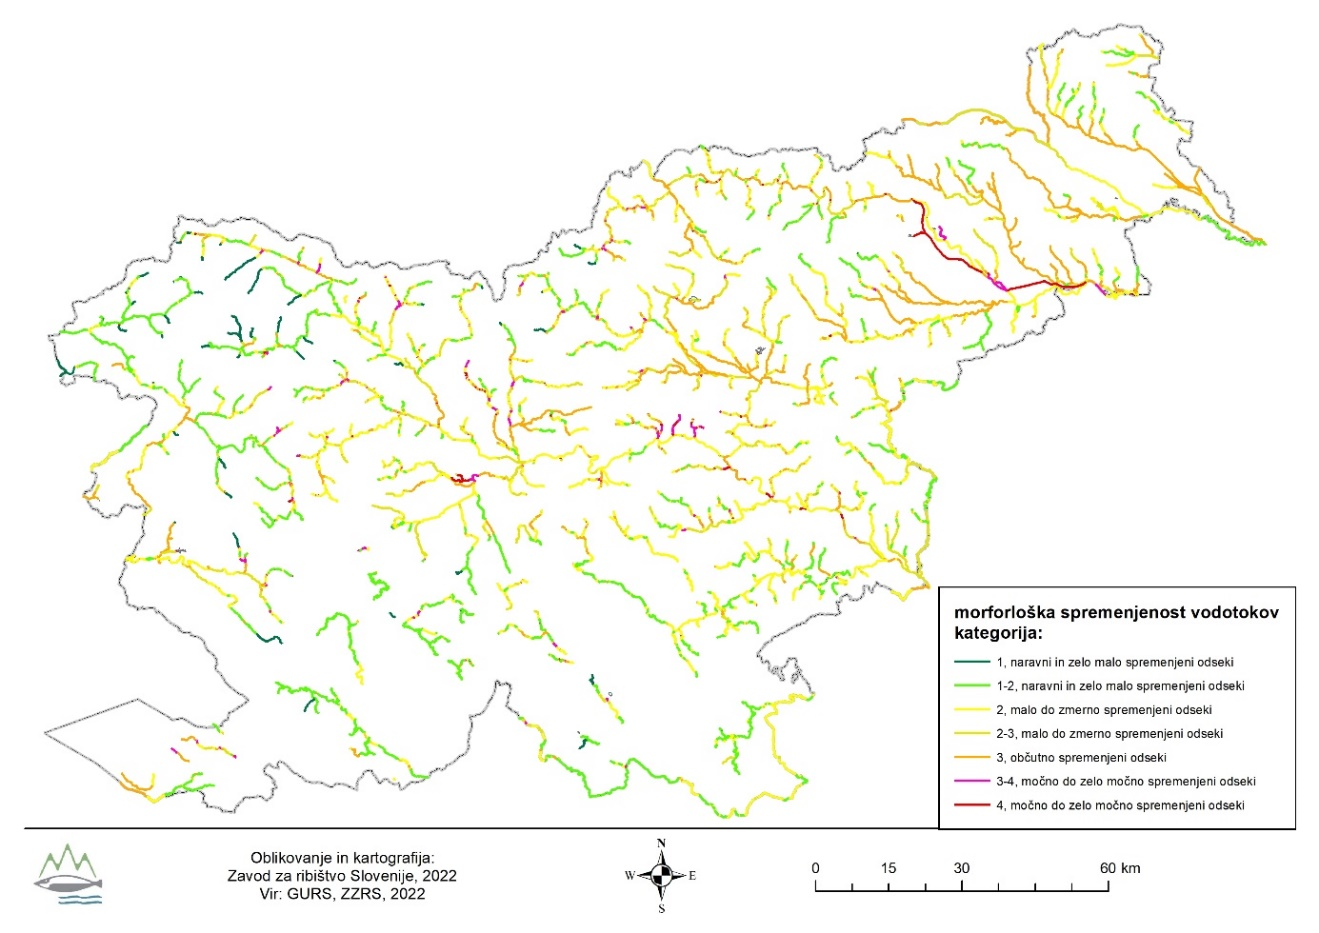 morforloška spremenjenost vodotokov
kategorija:
1, naravni in zelo malo spremenjeni odseki
1-2, naravni in zelo malo spremenjeni odseki
2, malo do zmerno spremenjeni odseki
2-3, malo do zmerno spremenjeni odseki
3, občutno spremenjeni odseki
3-4, močno do zelo močno spremenjeni odseki
4, močno do zelo močno spremenjeni odseki
Oblikovanje in kartografija:
Zavod za ribištvo Slovenije, 2022
Vir: GURS, ZZRS, 2022
N
W E
S
0 15 30 60 km